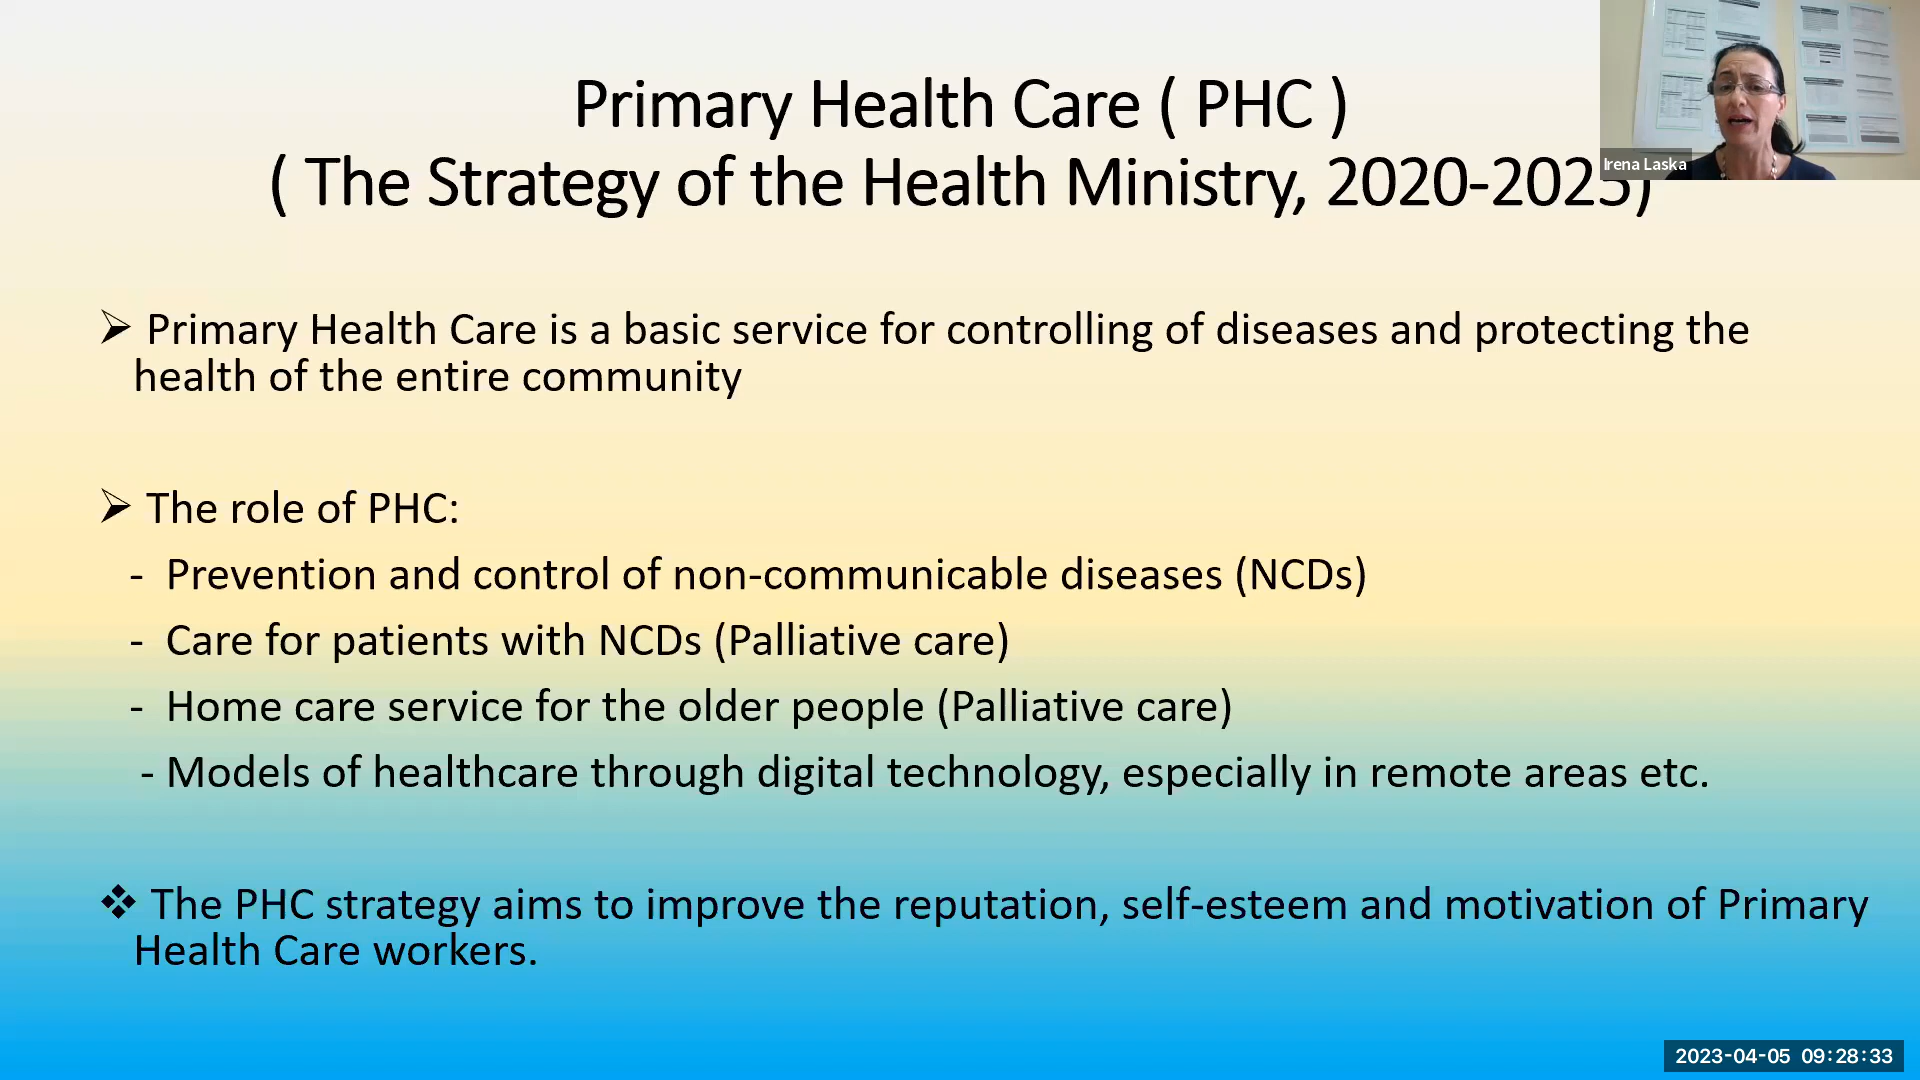 Primary Health Care ( PHC )
( The Strategy of the Health Ministry, 2020-2025)
Irena Laska
➢ Primary Health Care is a basic service for controlling of diseases and protecting the
health of the entire community
➢ The role of PHC:
- Prevention and control of non-communicable diseases (NCDs)
- Care for patients with NCDs (Palliative care)
- Home care service for the older people (Palliative care)
- Models of healthcare through digital technology, especially in remote areas etc.
❖ The PHC strategy aims to improve the reputation, self-esteem and motivation of Primary
Health Care workers.
2023-04-05 09:28:33